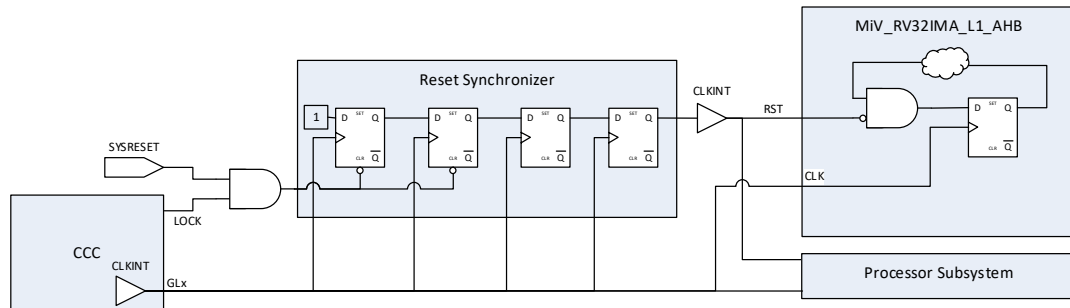 MiV_RV32IMA_L1_AHB
Reset Synchronizer
CLKINT
1
D SET Q
CLR Q
D SET Q
CLR Q
D SET Q
CLR Q
D SET Q
CLR Q
RST
D SET Q
CLR Q
SYSRESET
LOCK
CLK
CCC
CLKINT
GLx
Processor Subsystem